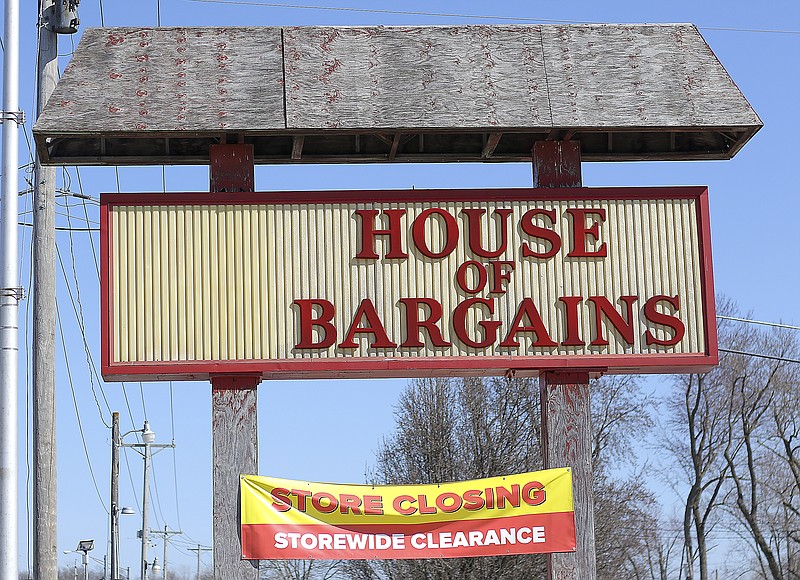 HOUSE
OF
BARGAINS
STORE CLOSING
STOREWIDE CLEARANCE